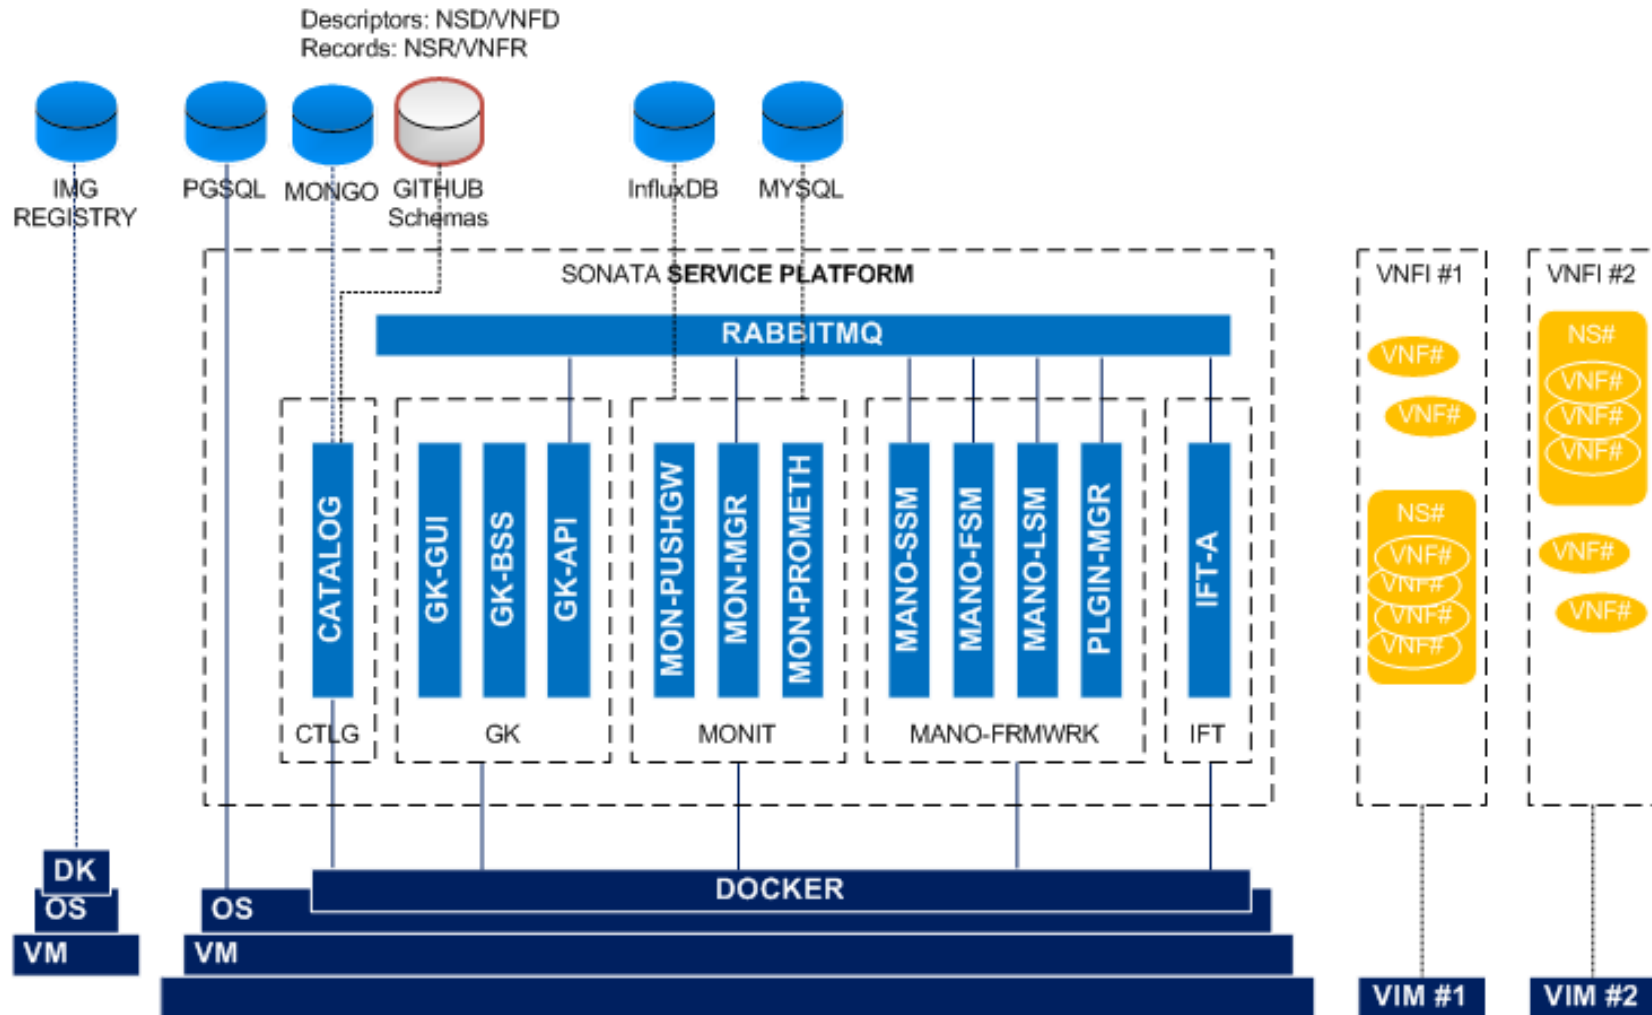 Descriptors: NSD/VNFD
Records: NSR/VNFR
IMG
REGISTRY
PGSQL
MONGO
GITHUB
Schemas
InfluxDB
MYSQL
SONATA SERVICE PLATFORM
RABBITMQ
CATALOG
CTLG
GK-GUI
GK-BSS
GK-API
GK
MON-PUSHGW
MON-MGR
MON-PROMETH
MONIT
MANO-SSM
MANO-FSM
MANO-LSM
PLGIN-MGR
MANO-FRMWRK
IFT-A
IFT
VNFI #1
VNF#
VNF#
NS#
VNF#
VNF#
VNF#
VNF#
VNFI #2
NS#
VNF#
VNF#
VNF#
VNF#
VNF#
DK
OS
VM
DOCKER
OS
VM
VIM #1
VIM #2